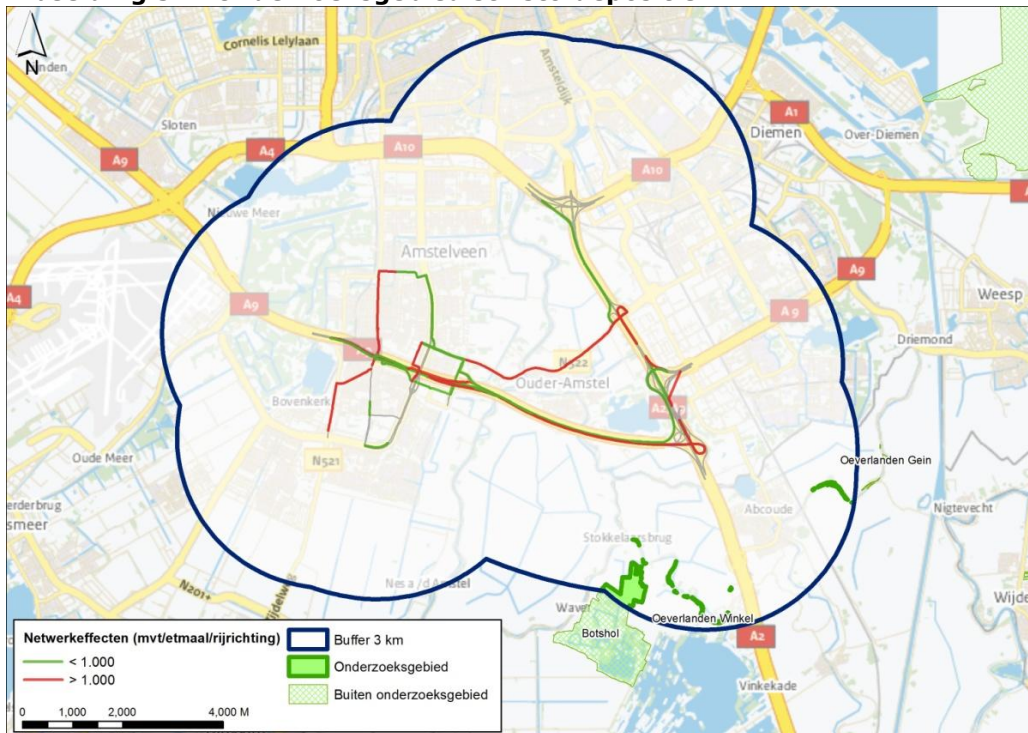 N
Cornelis Lelylaan
Amsteldijk
Sloten
A9
A4
A10
A10
A1
Diemen
Over-Diemen
Nieuwe Meer
Amstelveen
A9
A4
A9
A9
Weesp
Driemond
N522
Ouder-Amstel
Bovenkerk
N521
Oude Meer
Oeverlanden Gein
Abcoude
Nigtevecht
Stokkelaarsbrug
Nes a/d Amstel
N201+
Waver
Oeverlanden Winkel
Botshol
A2
Vinkekade
Netwerkeffecten (mvt/etmaal/rijrichting)
< 1.000
> 1.000
Buffer 3 km
Onderzoeksgebied
Buiten onderzoeksgebied
0 1,000 2,000 4,000 M